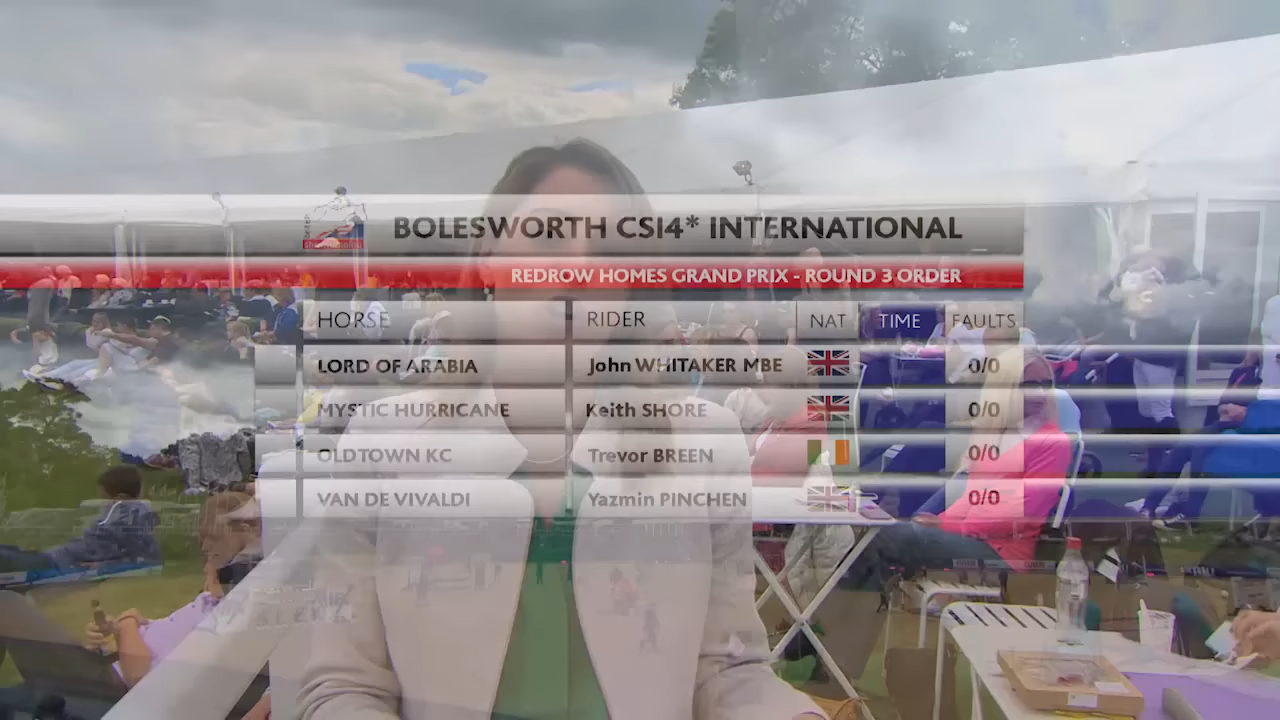 BOLESWORTH CSI4* INTERNATIONAL
REDROW HOMES GRAND PRIX - ROUND 3 ORDER
HORSE RIDER NAT TIME FAULTS
LORD OF ARABIA John WHITAKER MBE 0/0
MYSTIC HURRICANE Keith SHORE 0/0
OLDTOWN KC Trevor BREEN 0/0
VAN DE VIVALDI Yazmin PINCHEN 0/0